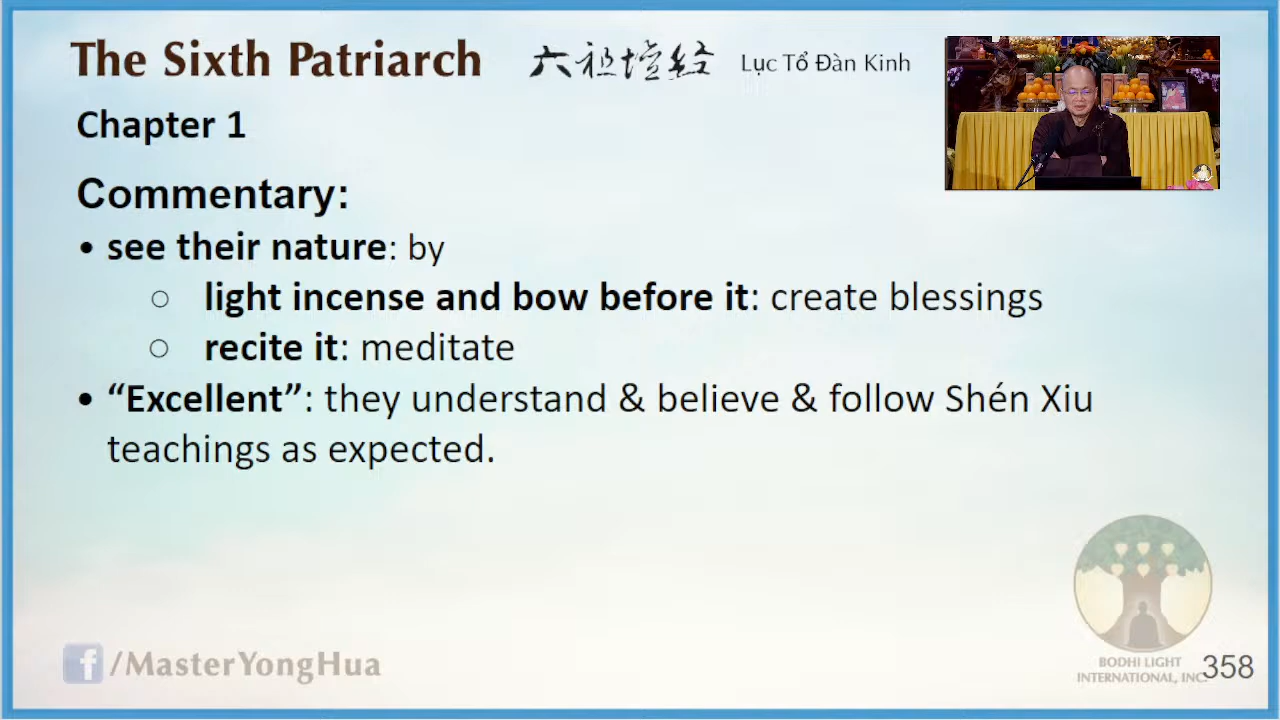 The Sixth Patriarch 六祖壇经 Lục Tổ Đàn Kinh
Chapter 1
Commentary:
• see their nature: by
○ light incense and bow before it: create blessings
○ recite it: meditate
• “Excellent”: they understand & believe & follow Shén Xiu
teachings as expected.
f/MasterYongHua
BODHI LIGHT
INTERNATIONAL, INC.
358